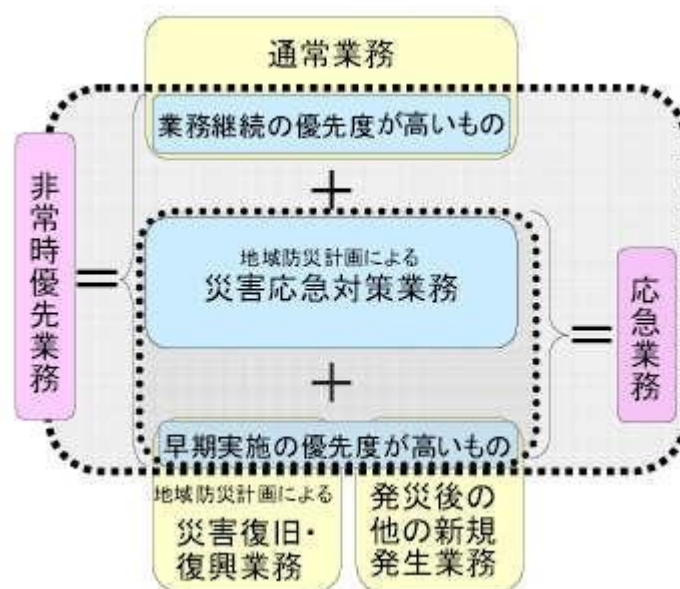 通常業務
業務継続の優先度が高いもの
＋
非常時優先業務
＝
地域防災計画による
災害応急対策業務
＝
応急業務
＋
早期実施の優先度が高いもの
地域防災計画による
災害復旧・
復興業務
発災後の
他の新規
発生業務